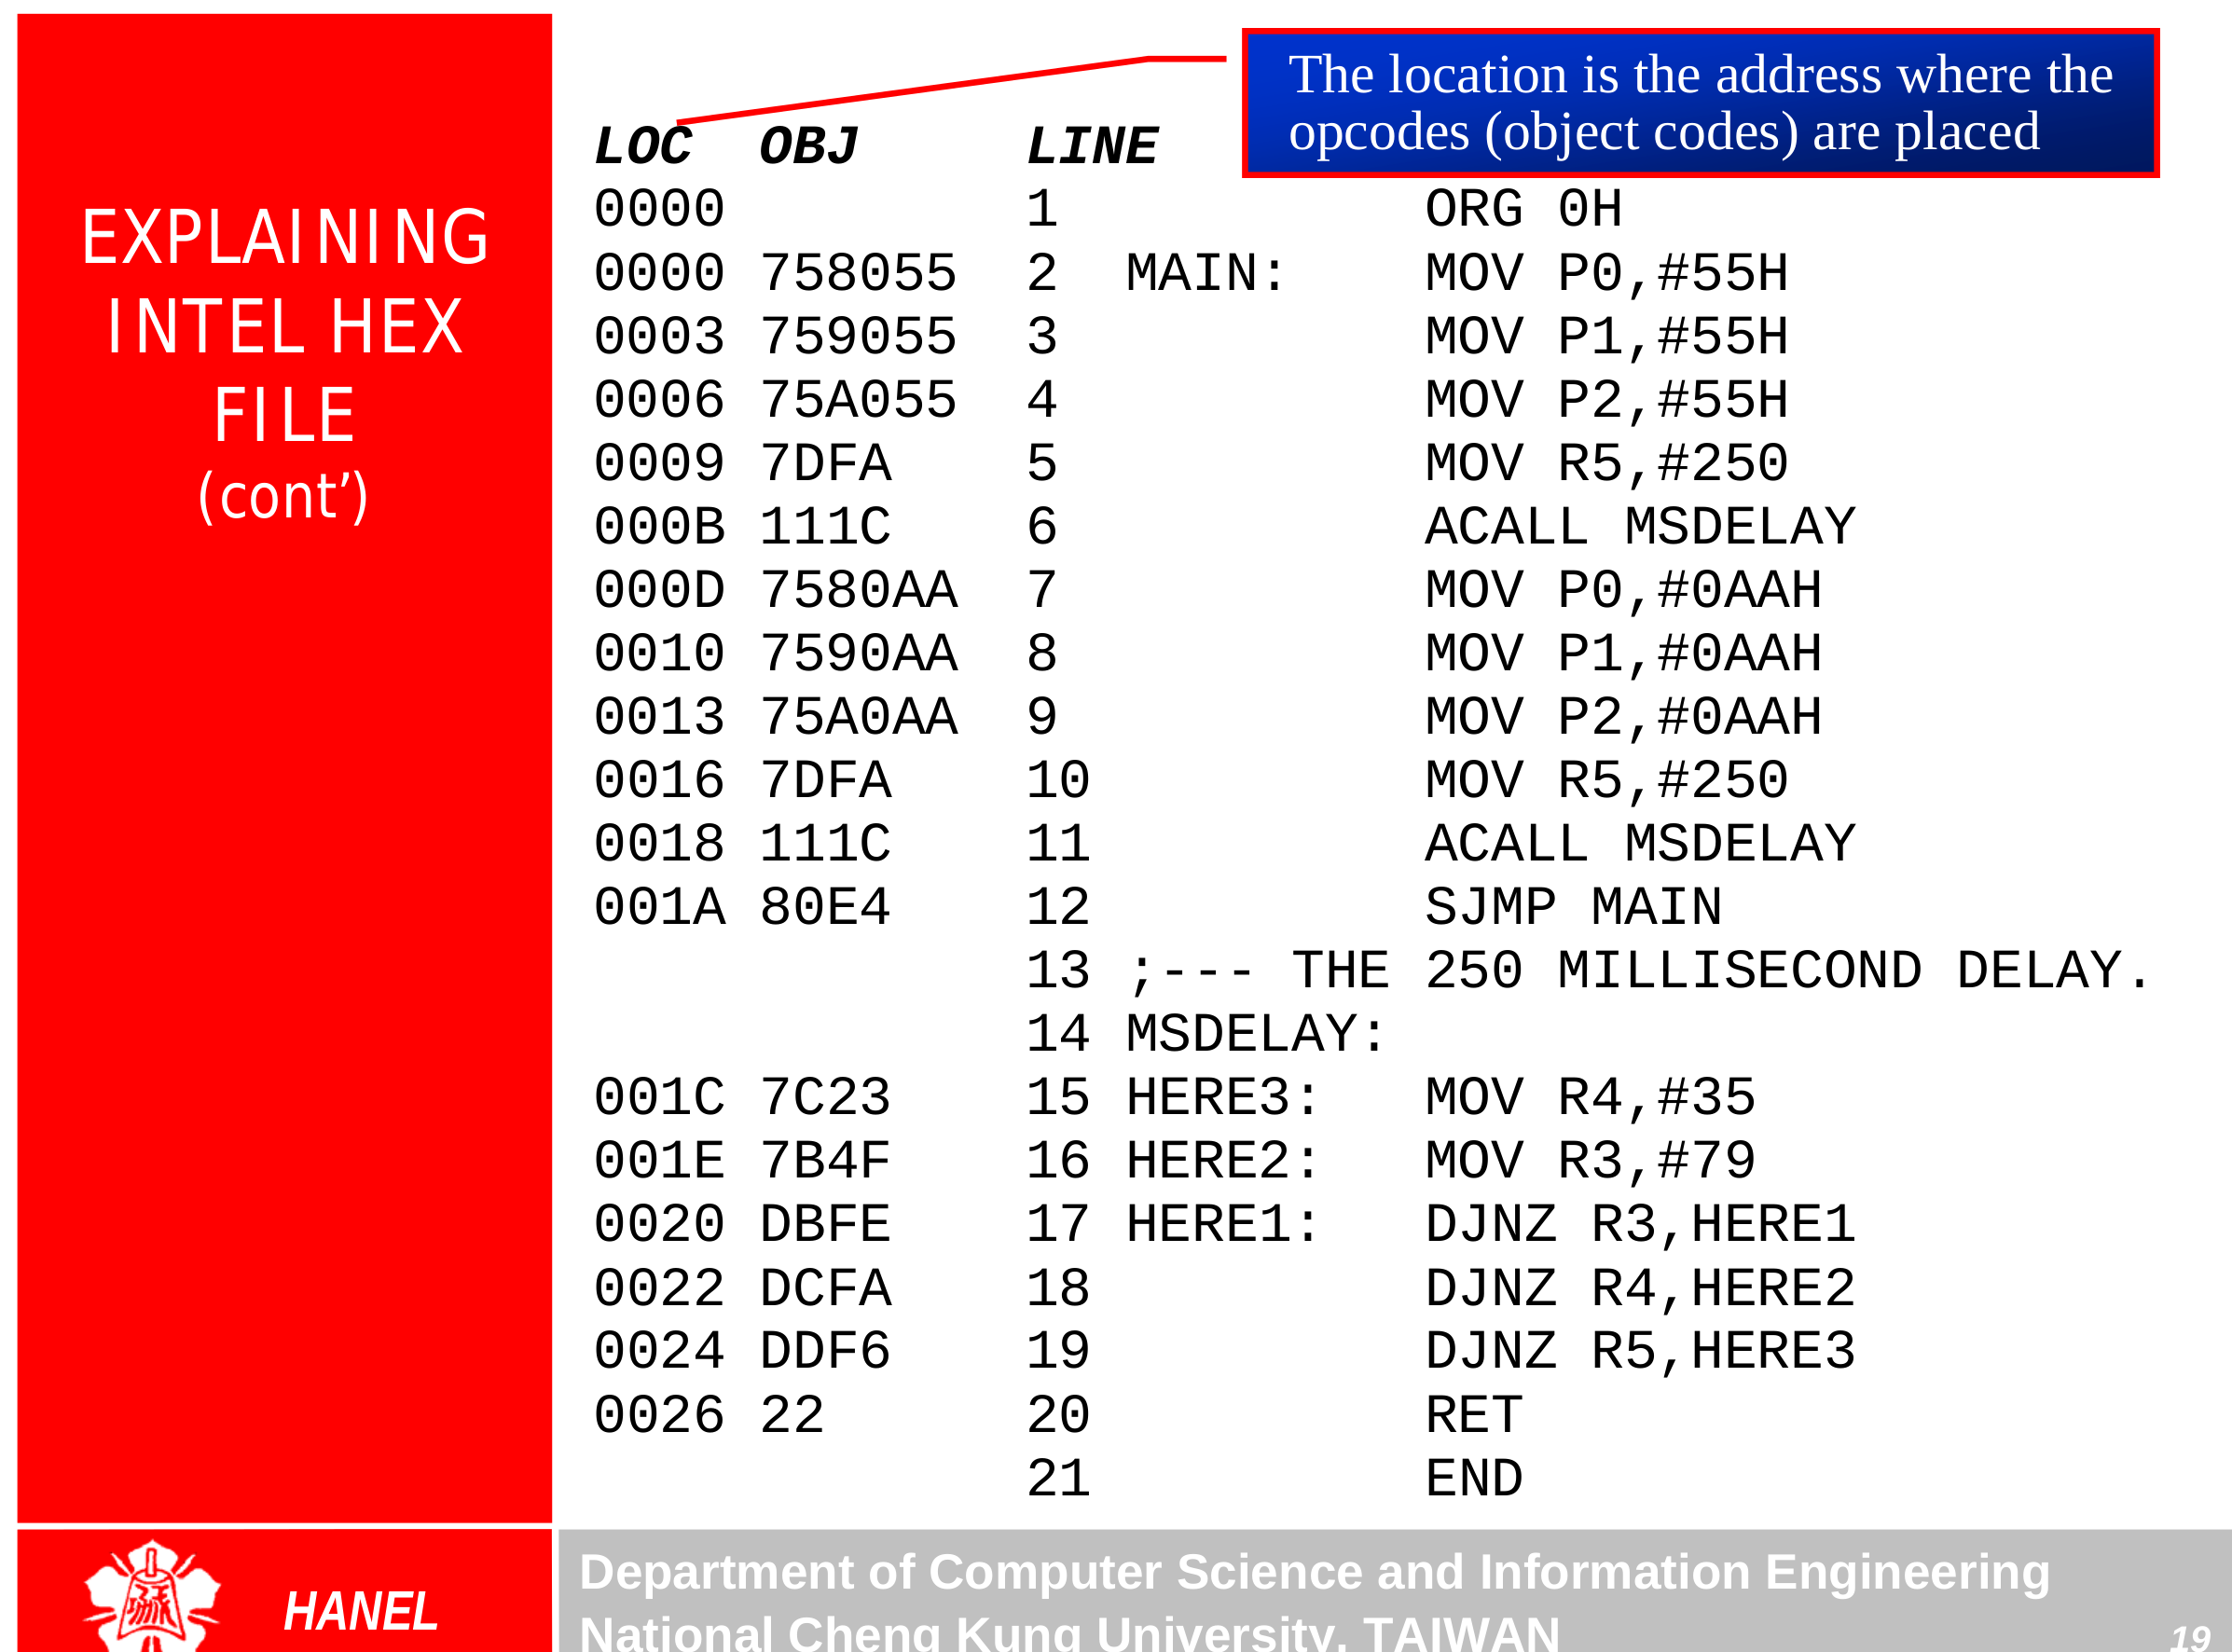 EXPLAINING
INTEL HEX
FILE
(cont’)
The location is the address where the
opcodes (object codes) are placed
LOC  OBJ     LINE
0000         1           ORG 0H
0000 758055  2  MAIN:    MOV P0,#55H
0003 759055  3           MOV P1,#55H
0006 75A055  4           MOV P2,#55H
0009 7DFA    5           MOV R5,#250
000B 111C    6           ACALL MSDELAY
000D 7580AA  7           MOV P0,#0AAH
0010 7590AA  8           MOV P1,#0AAH
0013 75A0AA  9           MOV P2,#0AAH
0016 7DFA    10          MOV R5,#250
0018 111C    11          ACALL MSDELAY
001A 80E4    12          SJMP MAIN
             13 ;--- THE 250 MILLISECOND DELAY.
             14 MSDELAY:
001C 7C23    15 HERE3:   MOV R4,#35
001E 7B4F    16 HERE2:   MOV R3,#79
0020 DBFE    17 HERE1:   DJNZ R3,HERE1
0022 DCFA    18          DJNZ R4,HERE2
0024 DDF6    19          DJNZ R5,HERE3
0026 22      20          RET
             21          END
HANEL
Department of Computer Science and Information Engineering
National Cheng Kung University, TAIWAN
19